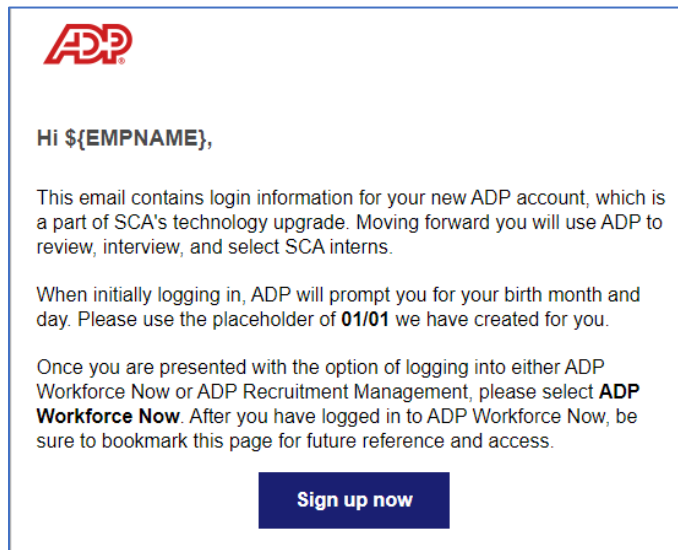 ADP®
Hi ${EMPNAME},
This email contains login information for your new ADP account, which is
a part of SCA's technology upgrade. Moving forward you will use ADP to
review, interview, and select SCA interns.
When initially logging in, ADP will prompt you for your birth month and
day. Please use the placeholder of 01/01 we have created for you.
Once you are presented with the option of logging into either ADP
Workforce Now or ADP Recruitment Management, please select ADP
Workforce Now. After you have logged in to ADP Workforce Now, be
sure to bookmark this page for future reference and access.
Sign up now